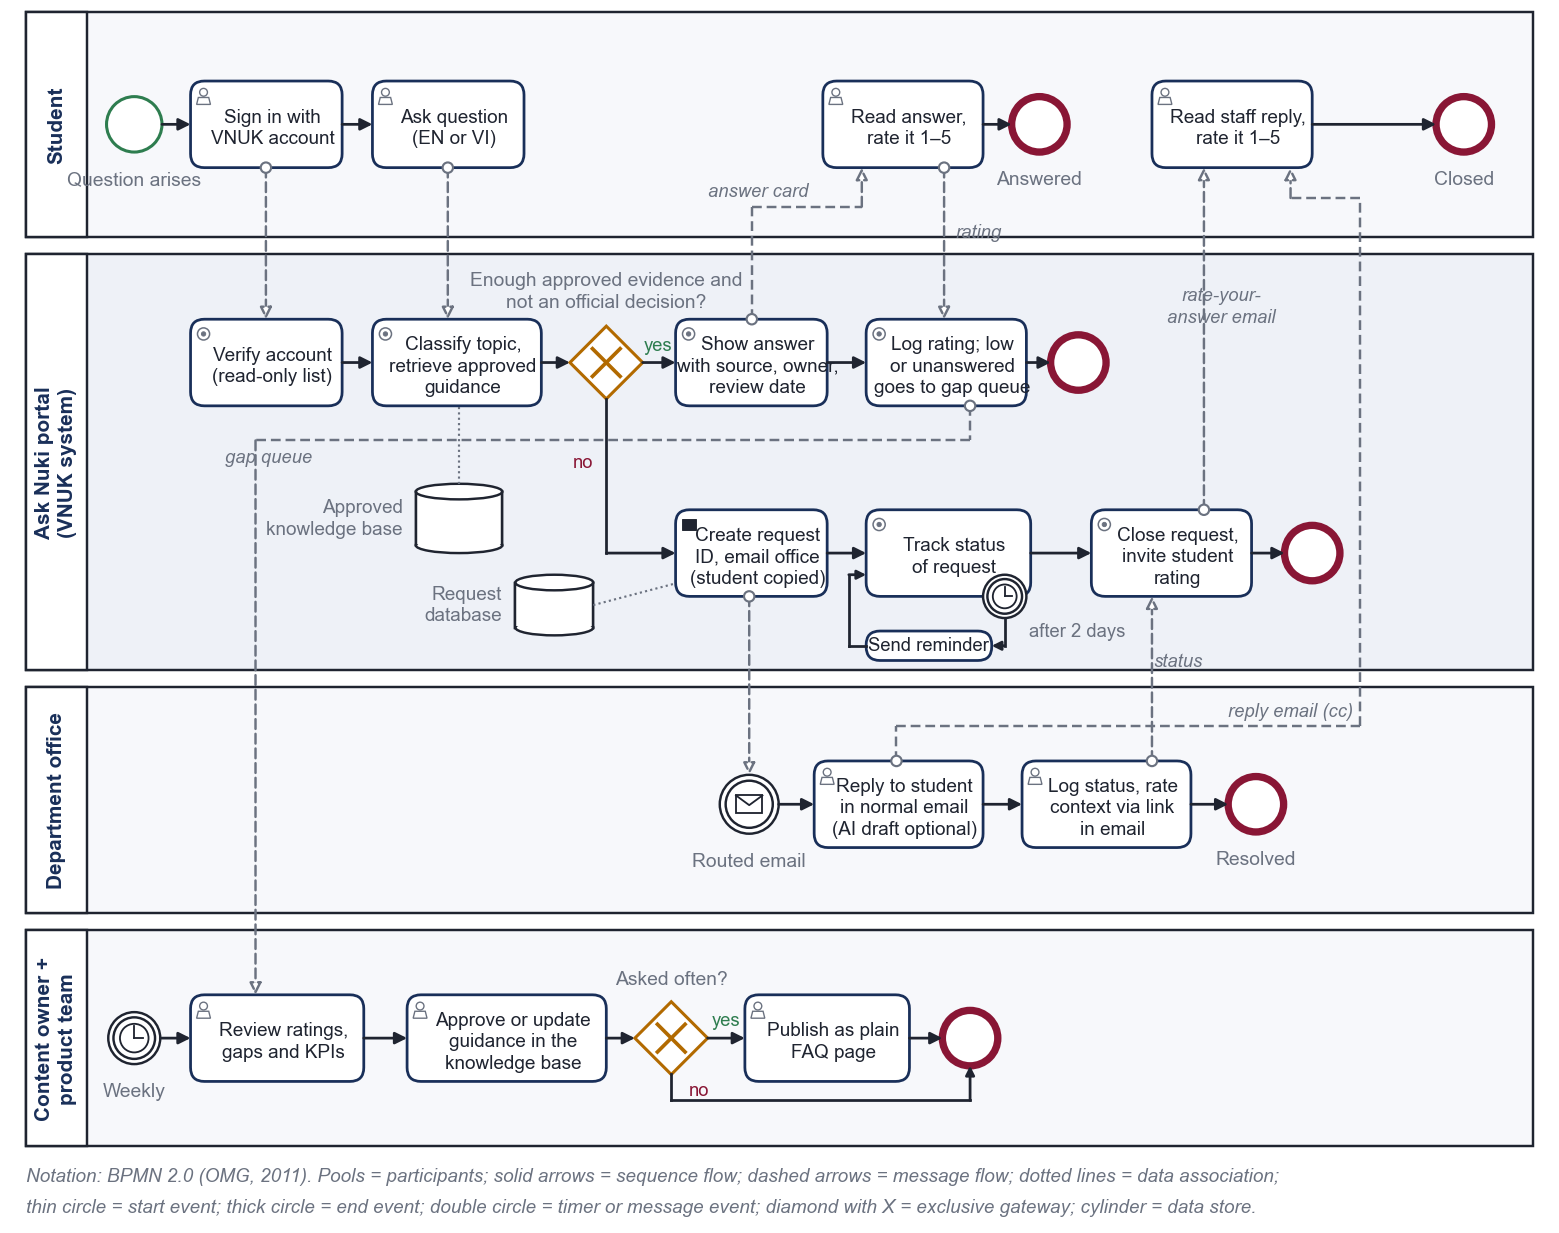 Student
Sign in with
VNUK account
Ask question
(EN or VI)
Read answer,
rate it 1–5
Read staff reply,
rate it 1–5
Question arises
answer card
Answered
Closed
rating
Ask Nuki portal
(VNUK system)
Enough approved evidence and
not an official decision?
rate-your-
answer email
Verify account
(read-only list)
Classify topic,
retrieve approved
guidance
yes
Show answer
with source, owner,
review date
Log rating; low
or unanswered
goes to gap queue
gap queue
no
Approved
knowledge base
Create request
ID, email office
(student copied)
Track status
of request
Close request,
invite student
rating
Request
database
Send reminder
after 2 days
status
Department office
reply email (cc)
Reply to student
in normal email
(AI draft optional)
Log status, rate
context via link
in email
Routed email
Resolved
Content owner +
product team
Asked often?
Review ratings,
gaps and KPIs
Approve or update
guidance in the
knowledge base
yes
Publish as plain
FAQ page
Weekly
no
Notation: BPMN 2.0 (OMG, 2011). Pools = participants; solid arrows = sequence flow; dashed arrows = message flow; dotted lines = data association;
thin circle = start event; thick circle = end event; double circle = timer or message event; diamond with X = exclusive gateway; cylinder = data store.